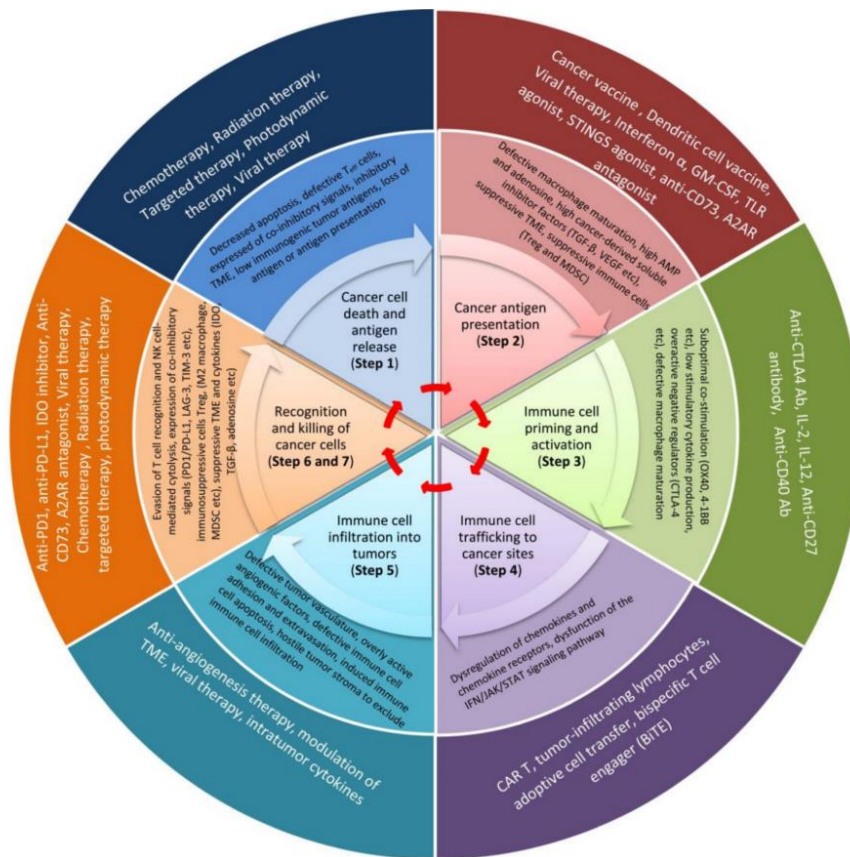 Chemotherapy, Radiation therapy,
Targeted therapy, Photodynamic
therapy, Viral therapy
Decreased apoptosis, defective Teff cells,
expressed of co-inhibitory signals, inhibitory
TME, low immunogenic tumor antigens, loss of
antigen or antigen presentation
Cancer cell
death and
antigen
release
(Step 1)
Cancer vaccine , Dendritic cell vaccine,
Viral therapy, Interferon α, GM-CSF, TLR
agonist, STINGS agonist, anti-CD73, A2AR
antagonist
Defective macrophage maturation, high AMP
and adenosine, high cancer-derived soluble
inhibitor factors (TGF-β, VEGF etc),
suppressive TME, suppressive immune cells
(Treg and MDSC)
Cancer antigen
presentation
(Step 2)
Anti-CTLA4 Ab, IL-2, IL-12, Anti-CD27
antibody, Anti-CD40 Ab
Suboptimal co-stimulation (OX40, 4-1BB
etc), low stimulatory cytokine production,
overactive negative regulators (CTLA-4
etc), defective macrophage maturation
Immune cell
priming and
activation
(Step 3)
CAR T, tumor-infiltrating lymphocytes,
adoptive cell transfer, bispecific T cell
engager (BiTE)
Dysregulation of chemokines and
chemokine receptors, dysfunction of the
IFN/JAK/STAT signaling pathway
Immune cell
trafficking to
cancer sites
(Step 4)
Anti-angiogenesis therapy, modulation of
TME, viral therapy, intratumor cytokines
Defective tumor vasculature, overly active
angiogenic factors, defective immune cell
adhesion and extravasation, induced immune
cell apoptosis, hostile tumor stroma to exclude
immune cell infiltration
Immune cell
infiltration into
tumors
(Step 5)
Anti-PD1, anti-PD-L1, IDO inhibitor, Anti-
CD73, A2AR antagonist, Viral therapy,
Chemotherapy , Radiation therapy,
targeted therapy, photodynamic therapy
Evasion of T cell recognition and NK cell-
mediated cytolysis, expression of co-inhibitory
signals (PD1/PD-L1, LAG-3, TIM-3 etc),
immunosuppressive cells Treg, (M2 macrophage,
MDSC etc), suppressive TME and cytokines (IDO,
TGF-β, adenosine etc)
Recognition
and killing of
cancer cells
(Step 6 and 7)